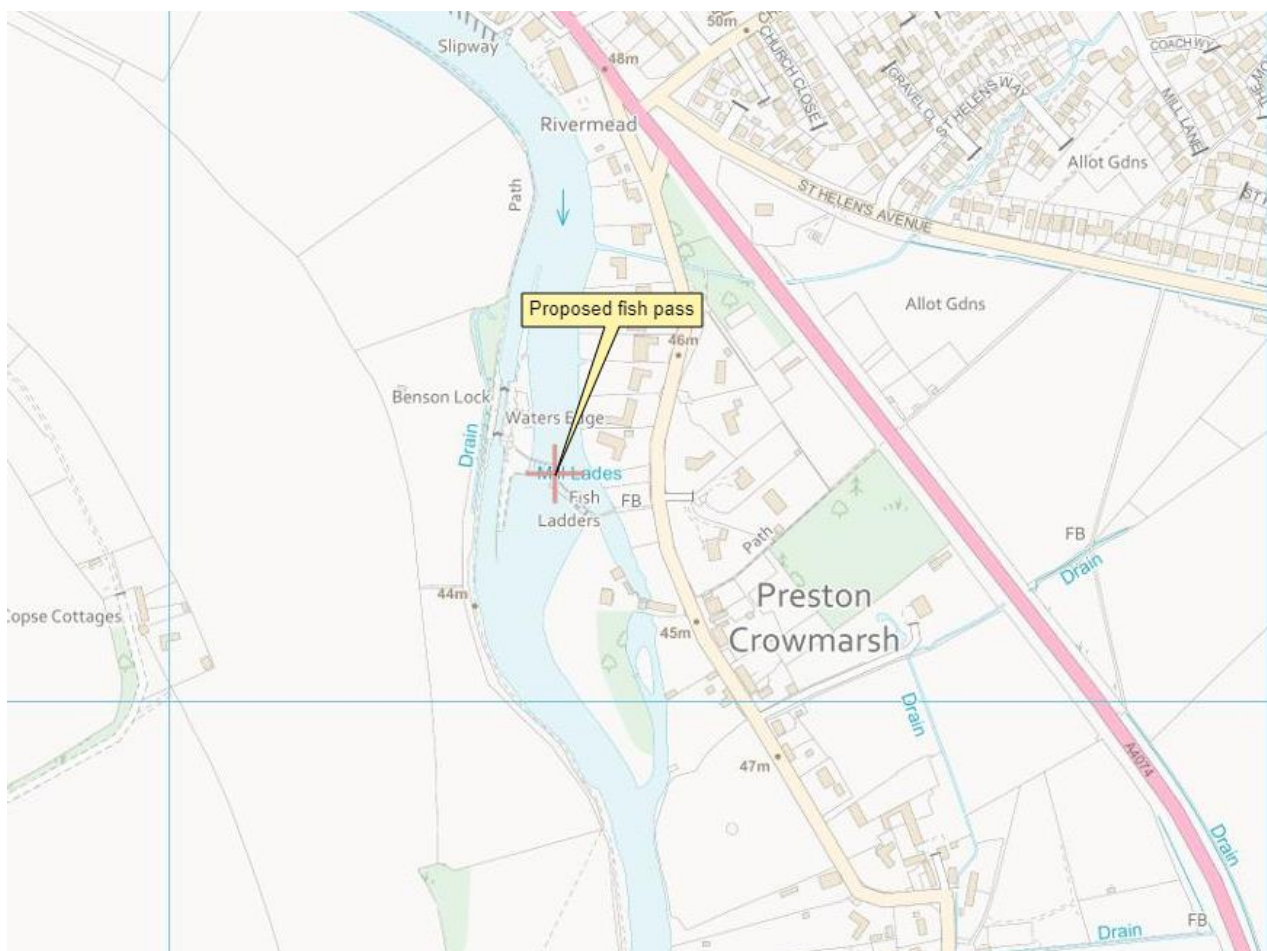 50m
Slipway
48m
CHURCH CLOSE
COACH WY
GRAVEL CL
ST HELENS WAY
MILL LANE
Rivermead
Allot Gdns
Path
ST HELEN'S AVENUE
Proposed fish pass
Allot Gdns
46m
Benson Lock
Waters Edge
Drain
Mill Lades
Fish
Ladders
FB
Path
FB
Drain
44m
Copse Cottages
Preston
Crowmarsh
45m
Drain
47m
A4074
Drain
FB
Drain